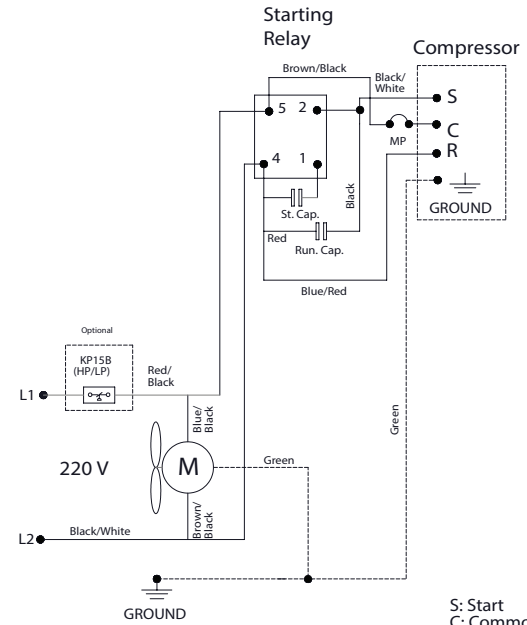 Starting
Relay
Compressor
Brown/Black
Black/
White
5 2
S
C
MP
R
4 1
GROUND
St. Cap.
Black
Red
Run. Cap.
Blue/Red
Optional
KP15B
(HP/LP)
Red/
Black
L1
Blue/
Black
Green
220 V
M
Green
L2
Black/White
Brown/
Black
GROUND
S: Start